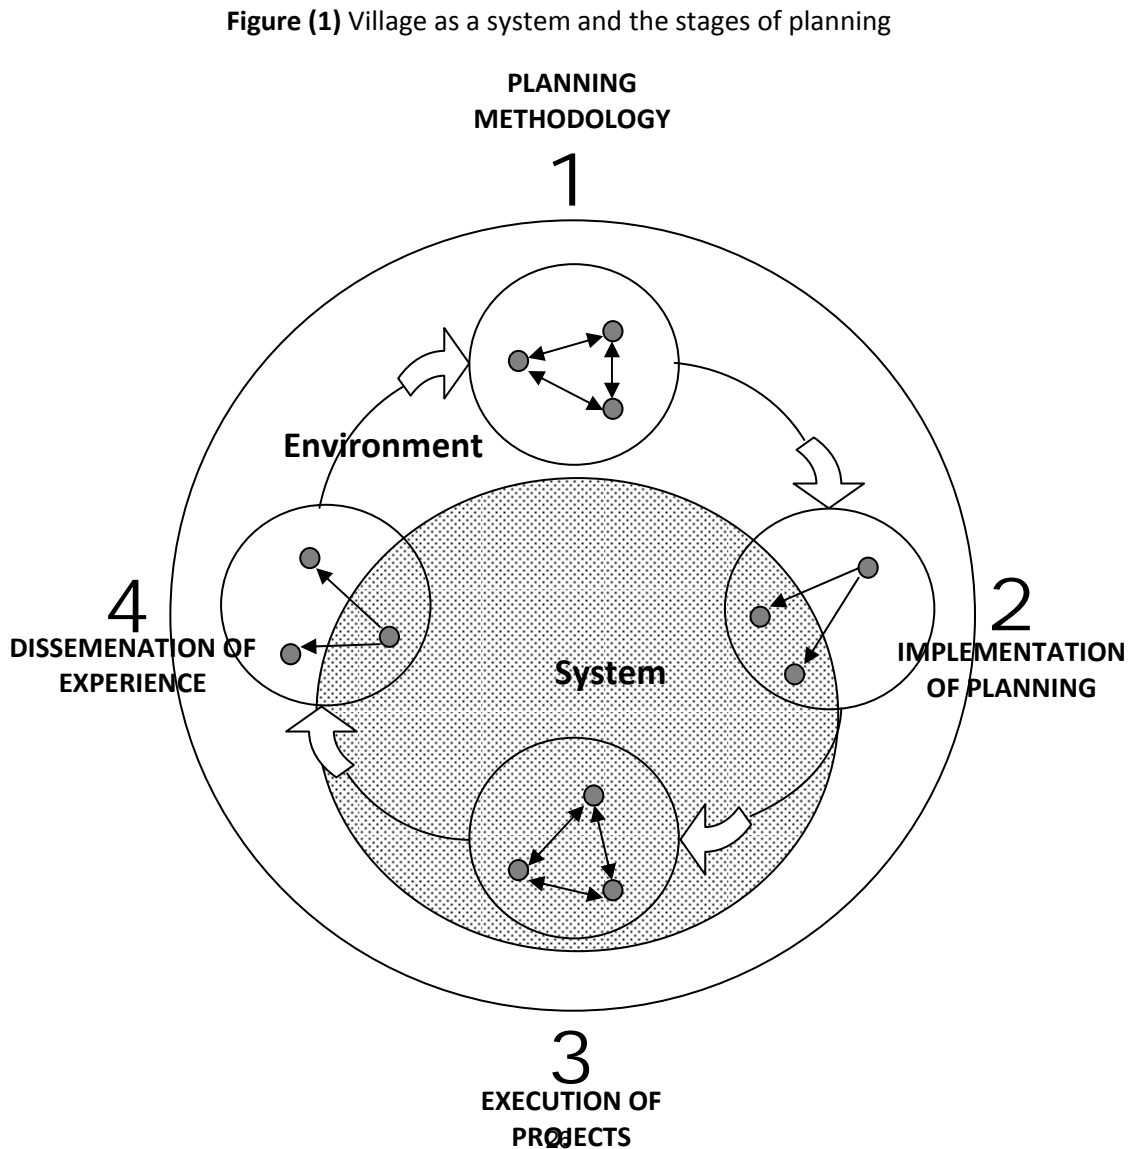 Figure (1) Village as a system and the stages of planning
PLANNING
METHODOLOGY
1
Environment
4
DISSEMENATION OF
EXPERIENCE
2
IMPLEMENTATION
OF PLANNING
System
3
EXECUTION OF
PROJECTS
26